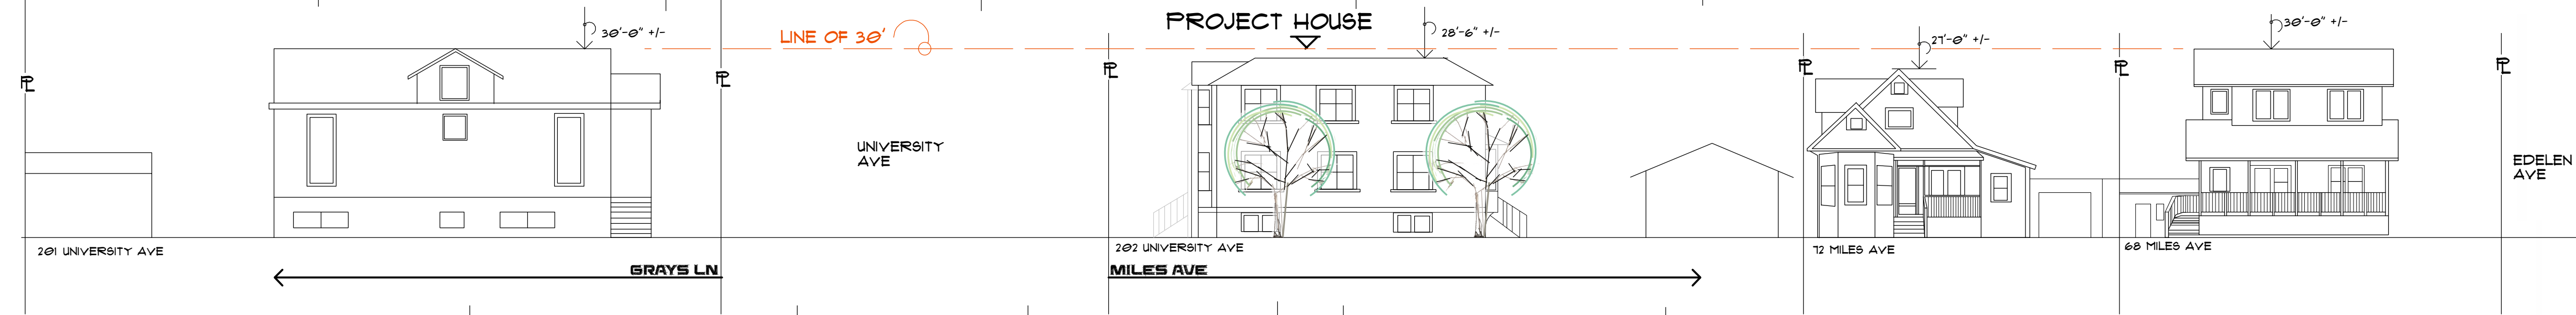 PROJECT HOUSE
30'-0" +/-
LINE OF 30'
28'-6" +/-
27'-0" +/-
30'-0" +/-
PL
PL
PL
PL
PL
PL
UNIVERSITY
AVE
EDELEN
AVE
201 UNIVERSITY AVE
202 UNIVERSITY AVE
72 MILES AVE
68 MILES AVE
GRAYS LN
MILES AVE